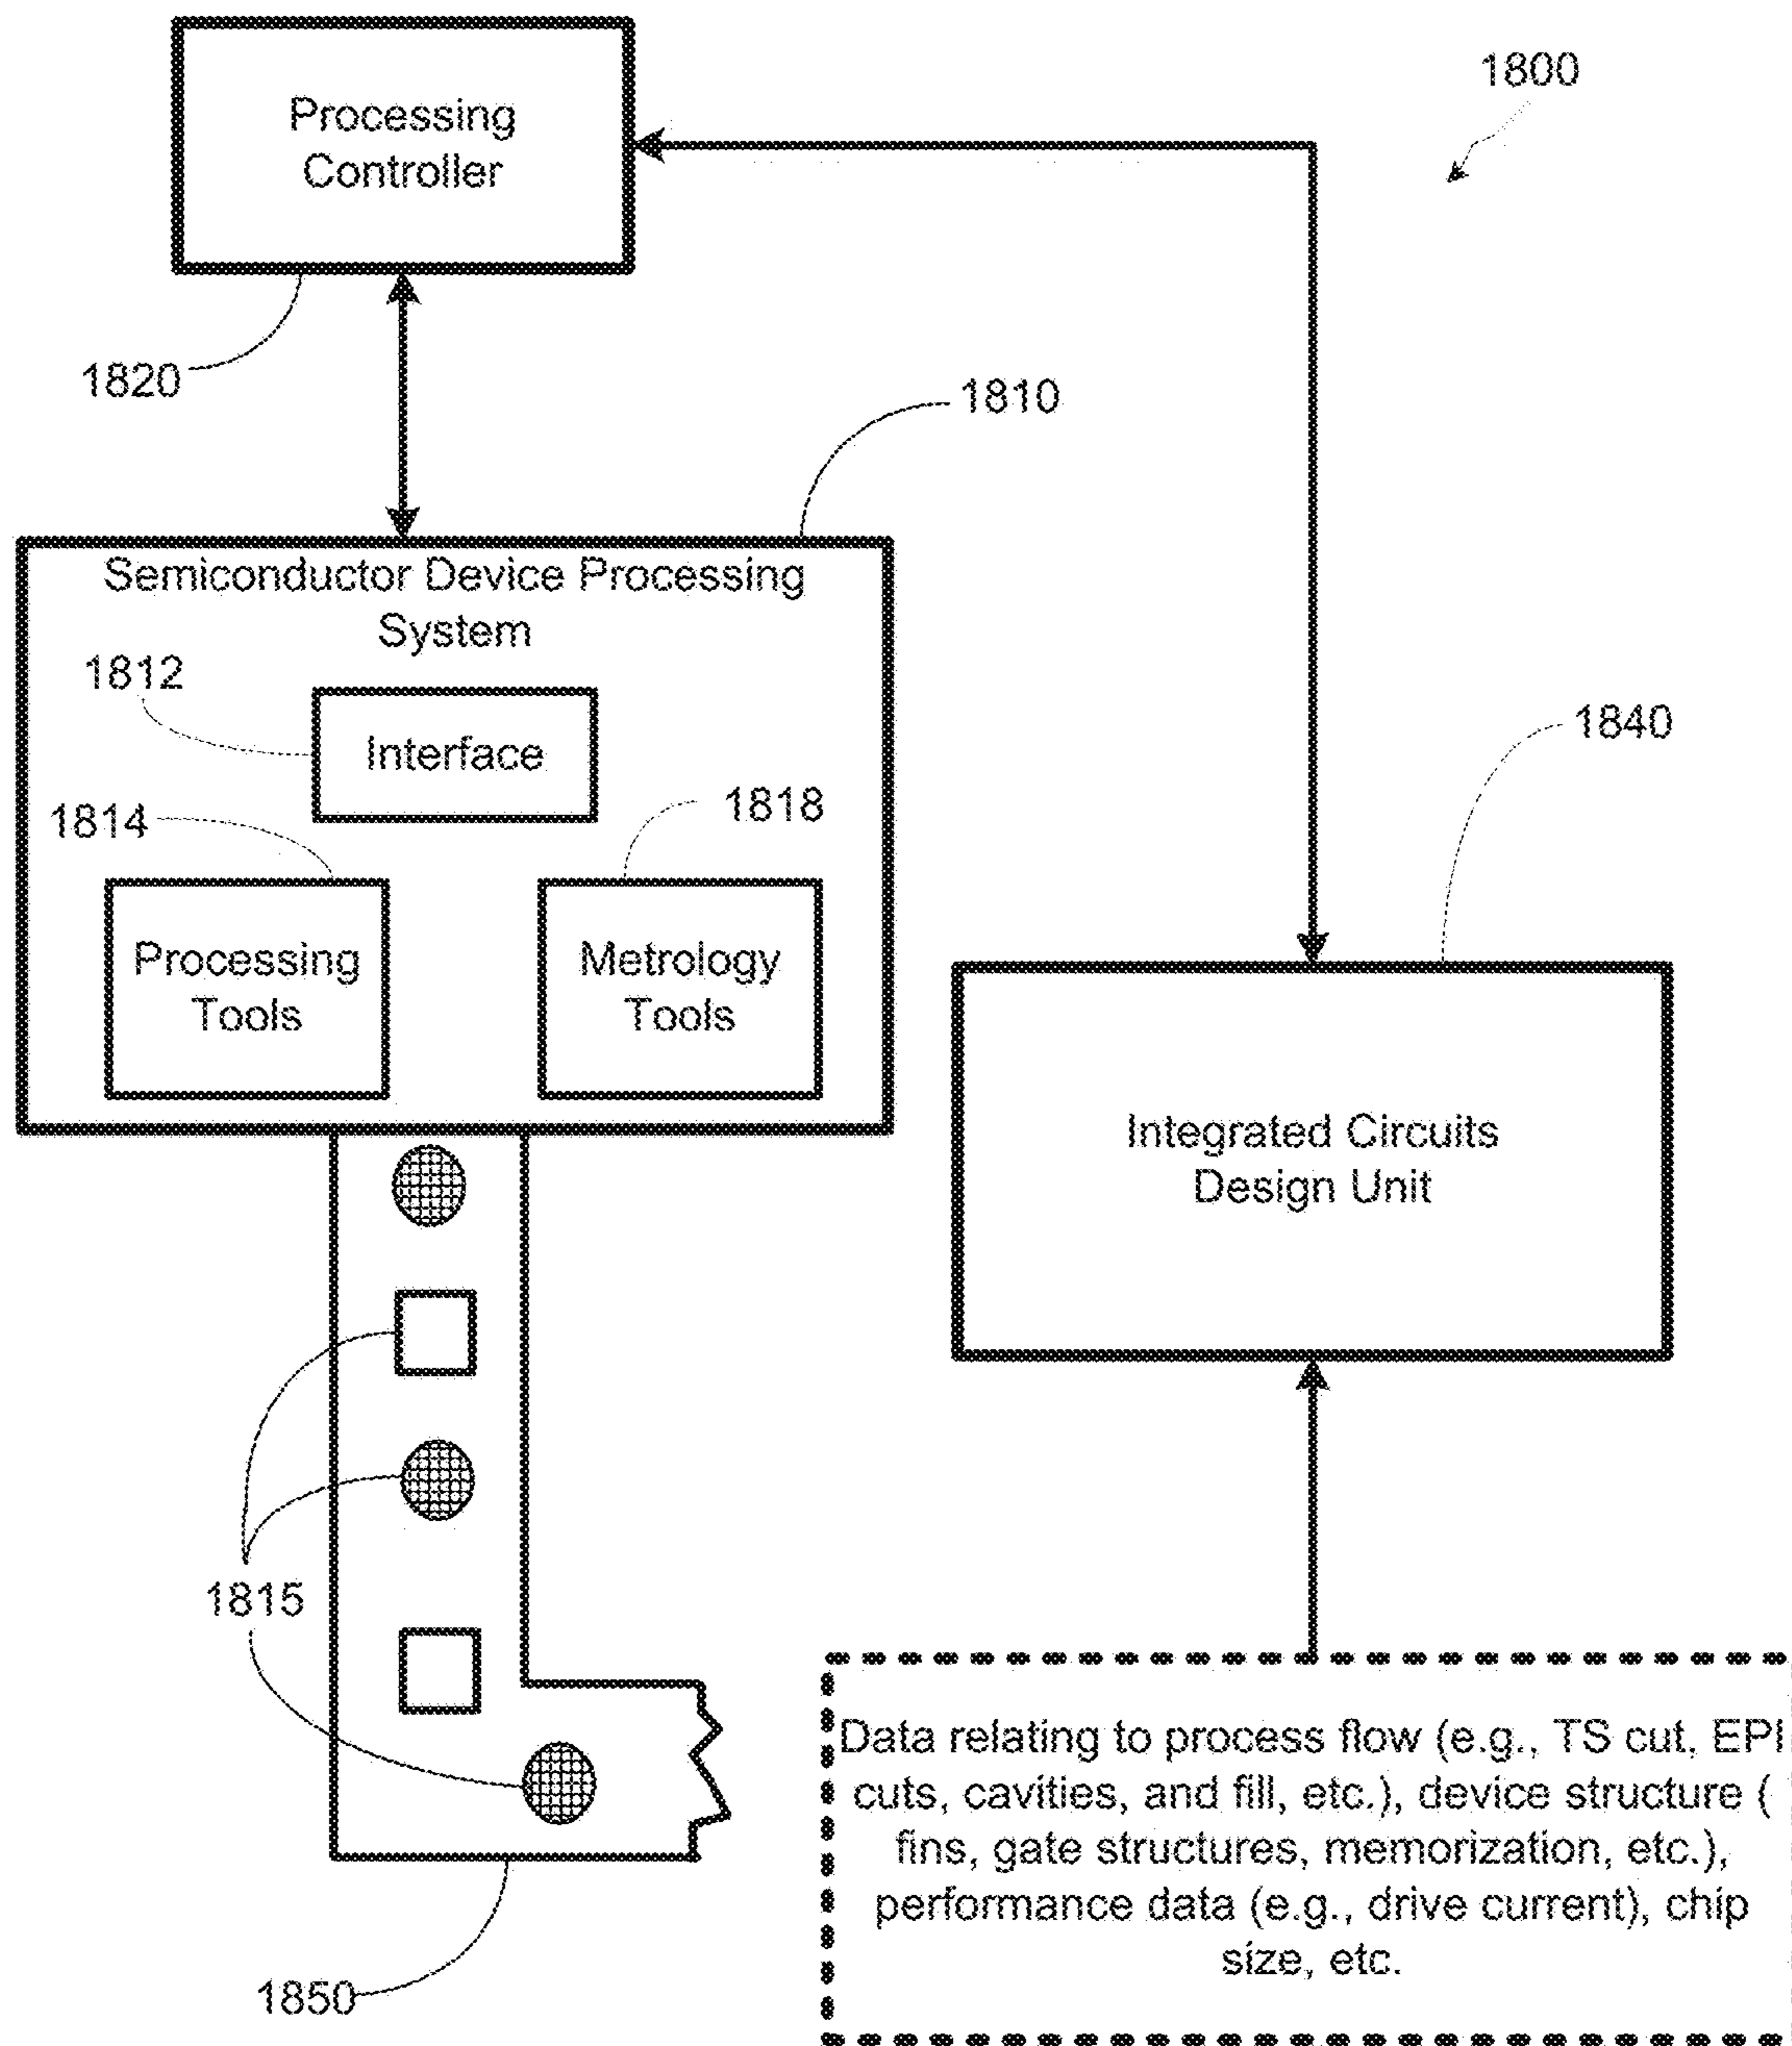 1800
Processing
Controller
1820
1810
Semiconductor Device Processing
System
1812
Interface
1814
1818
Processing
Tools
Metrology
Tools
1840
Integrated Circuits
Design Unit
1815
1850
Data relating to process flow (e.g., TS cut, EPI
cuts, cavities, and fill, etc.), device structure (
fins, gate structures, memorization, etc.),
performance data (e.g., drive current), chip
size, etc.